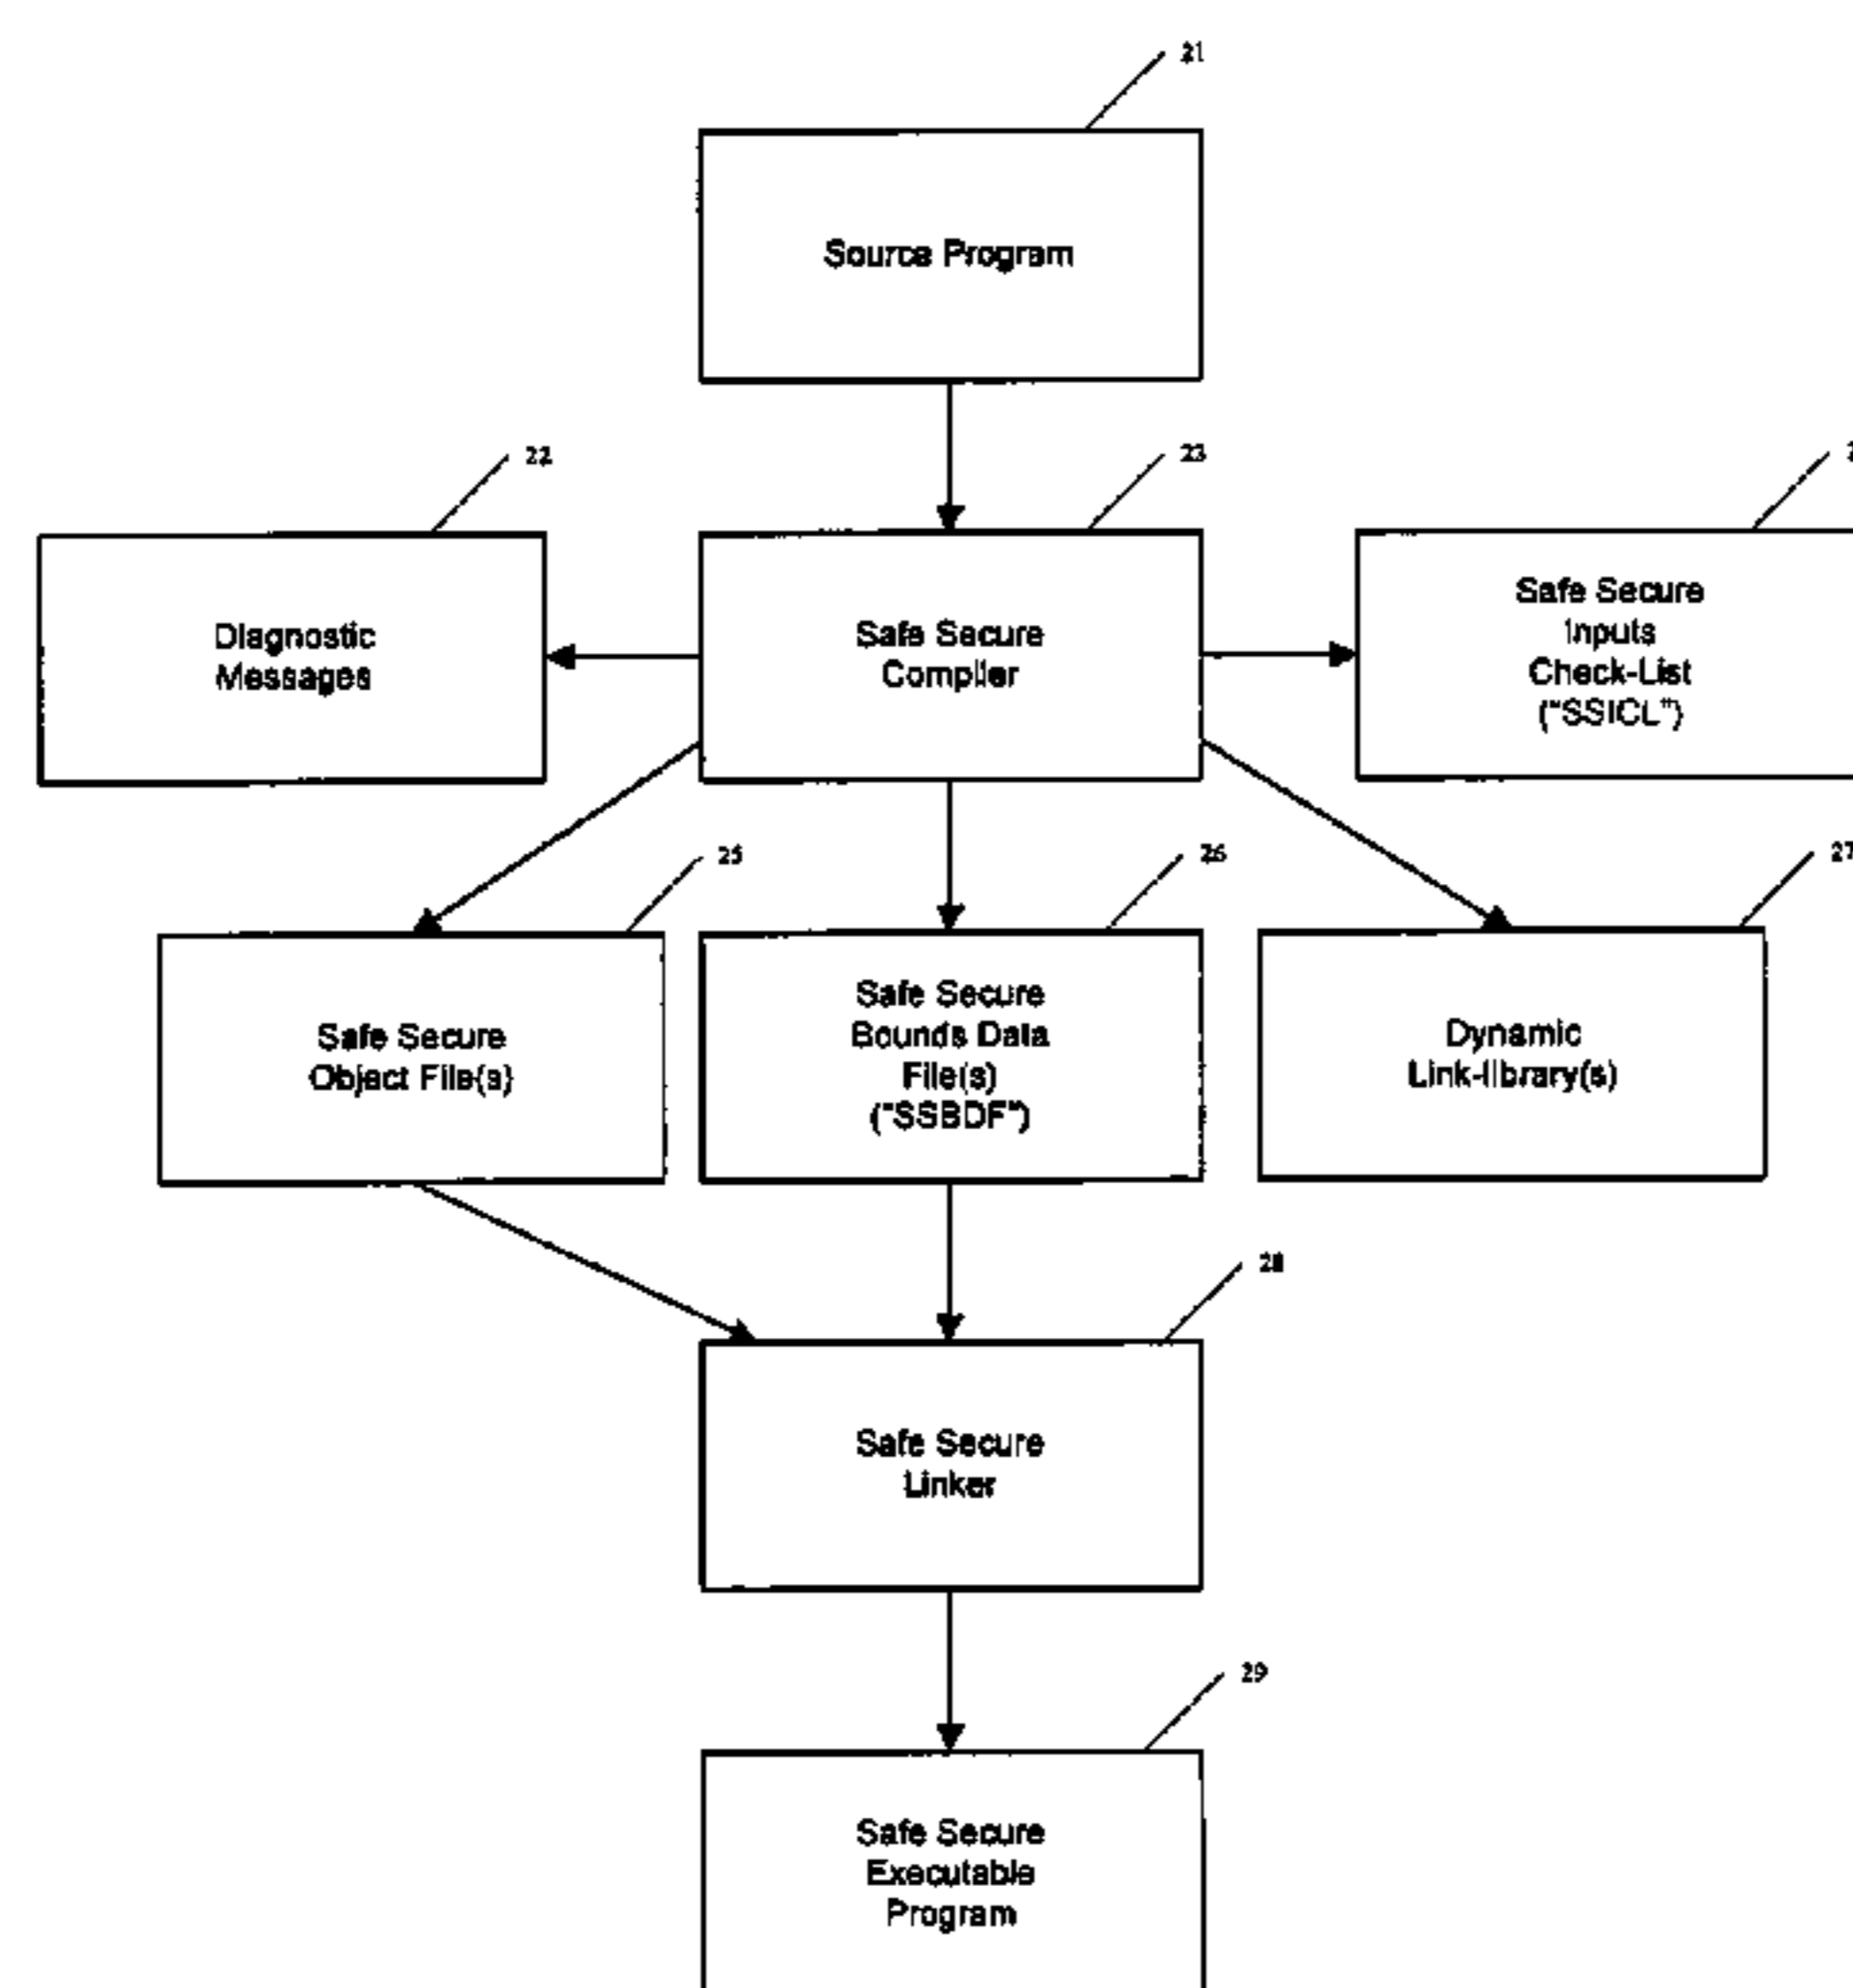 21
Source Program
22
23
Diagnostic
Messages
Safe Secure
Compiler
Safe Secure
Inputs
Check-List
("SSICL")
25
26
27
Safe Secure
Object File(s)
Safe Secure
Bounds Data
File(s)
("SSBDF")
Dynamic
Link-library(s)
28
Safe Secure
Linker
29
Safe Secure
Executable
Program